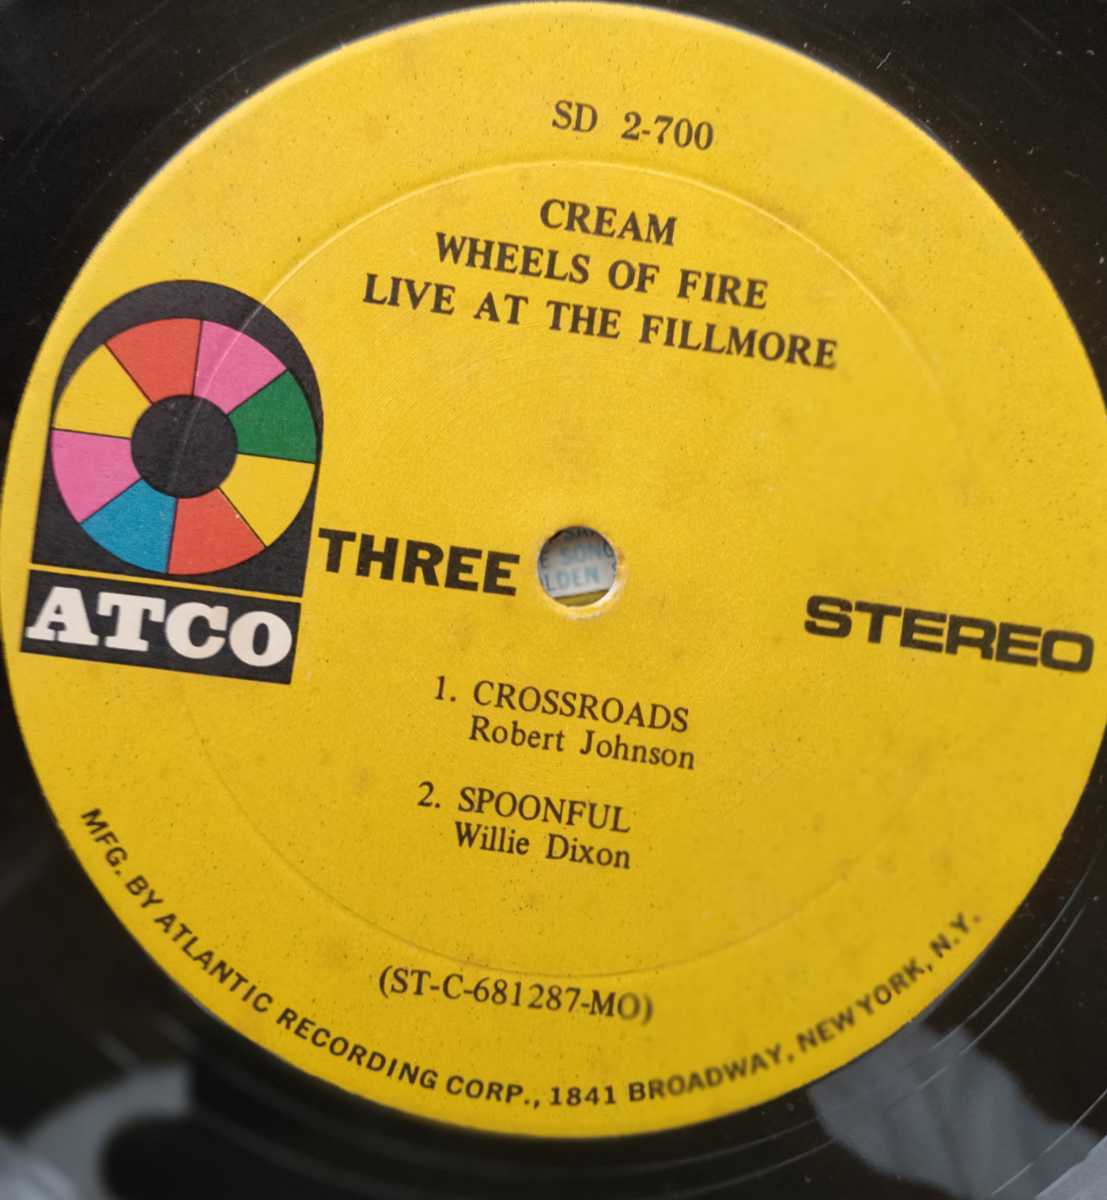 SD 2-700
CREAM
WHEELS OF FIRE
LIVE AT THE FILLMORE
ATCO
THREE
STEREO
1. CROSSROADS
Robert Johnson
2. SPOONFUL
Willie Dixon
(ST-C-681287-MO)
MFG. BY ATLANTIC RECORDING CORP., 1841 BROADWAY, NEW YORK, N.Y.